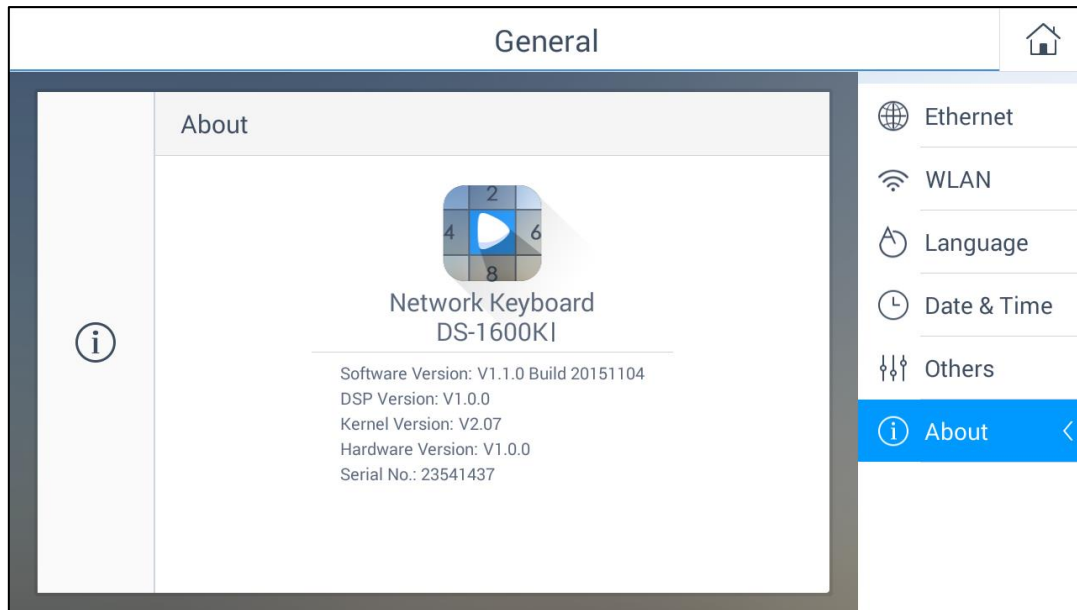 General
About
2
4 6
8
Network Keyboard
DS-1600KI
Software Version: V1.1.0 Build 20151104
DSP Version: V1.0.0
Kernel Version: V2.07
Hardware Version: V1.0.0
Serial No.: 23541437
Ethernet
WLAN
Language
Date & Time
Others
About